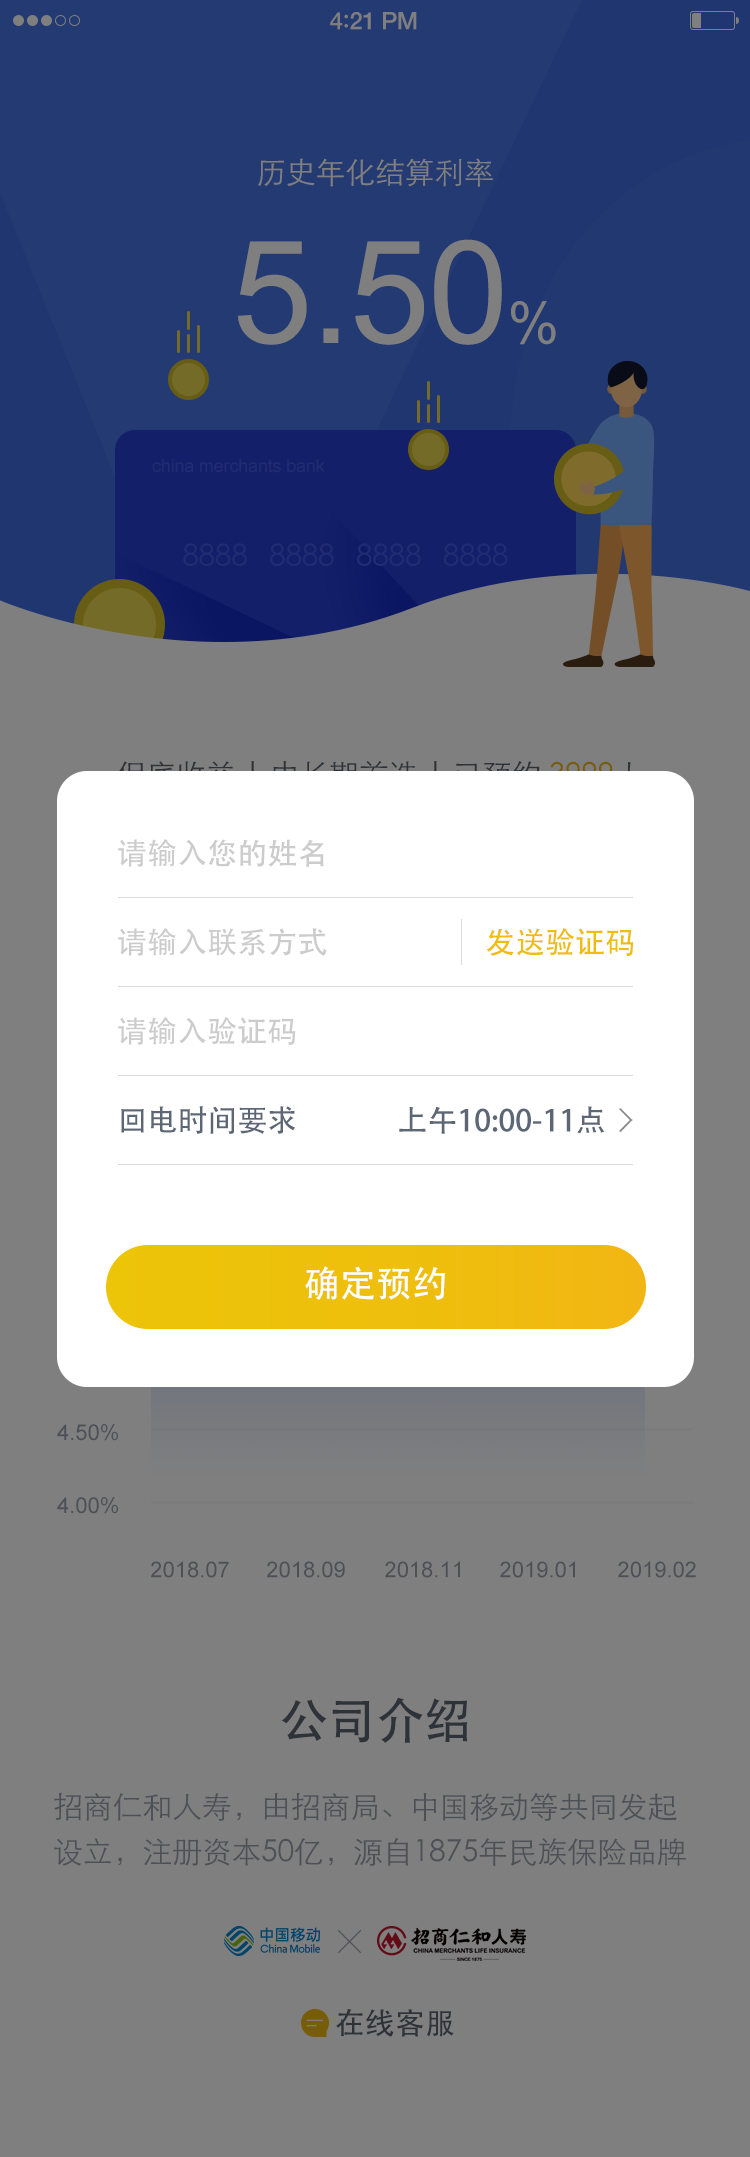 4:21 PM
历史年化结算利率
5.50%
china merchants bank
8888 8888 8888 8888
请输入您的姓名
请输入联系方式 发送验证码
请输入验证码
回电时间要求 上午10:00-11点
确定预约
4.50%
4.00%
2018.07 2018.09 2018.11 2019.01 2019.02
公司介绍
招商仁和人寿，由招商局、中国移动等共同发起
设立，注册资本50亿，源自1875年民族保险品牌
中国移动 招商仁和人寿
China Mobile CHINA MERCHANTS LIFE INSURANCE
SINCE 1875
在线客服